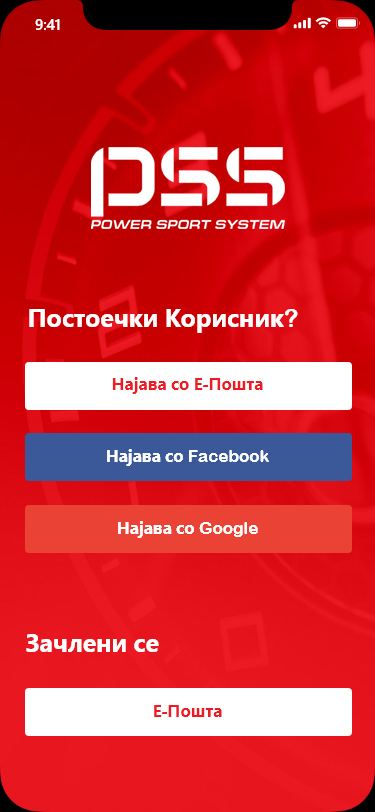 9:41
PSS
POWER SPORT SYSTEM
Постоечки Корисник?
Најава со Е-Пошта
Најава со Facebook
Најава со Google
Зачлени се
Е-Пошта